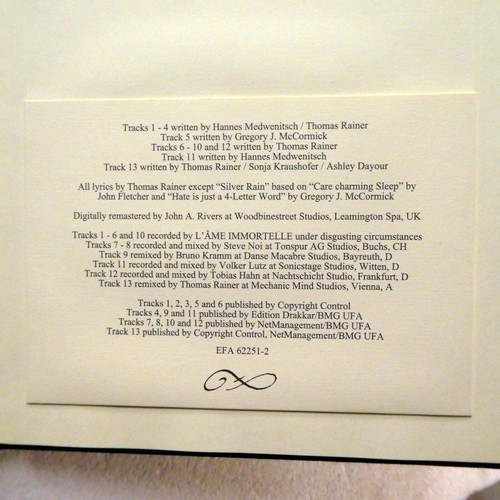 Tracks 1 - 4 written by Hannes Medwenitsch / Thomas Rainer
Track 5 written by Gregory J. McCormick
Tracks 6 - 10 and 12 written by Thomas Rainer
Track 11 written by Hannes Medwenitsch
Track 13 written by Thomas Rainer / Sonja Kraushofer / Ashley Dayour
All lyrics by Thomas Rainer except “Silver Rain” based on “Care charming Sleep” by
John Fletcher and “Hate is just a 4-Letter Word” by Gregory J. McCormick
Digitally remastered by John A. Rivers at Woodbinestreet Studios, Leamington Spa, UK
Tracks 1 - 6 and 10 recorded by L'ÂME IMMORTELLE under disgusting circumstances
Tracks 7 - 8 recorded and mixed by Steve Noi at Tonspur AG Studios, Buchs, CH
Track 9 remixed by Bruno Kramm at Danse Macabre Studios, Bayreuth, D
Track 11 recorded and mixed by Volker Lutz at Sonicstage Studios, Witten, D
Track 12 recorded and mixed by Tobias Hahn at Nachtschicht Studio, Frankfurt, D
Track 13 remixed by Thomas Rainer at Mechanic Mind Studios, Vienna, A
Tracks 1, 2, 3, 5 and 6 published by Copyright Control
Tracks 4, 9 and 11 published by Edition Drakkar/BMG UFA
Tracks 7, 8, 10 and 12 published by NetManagement/BMG UFA
Track 13 published by Copyright Control, NetManagement/BMG UFA
EFA 62251-2